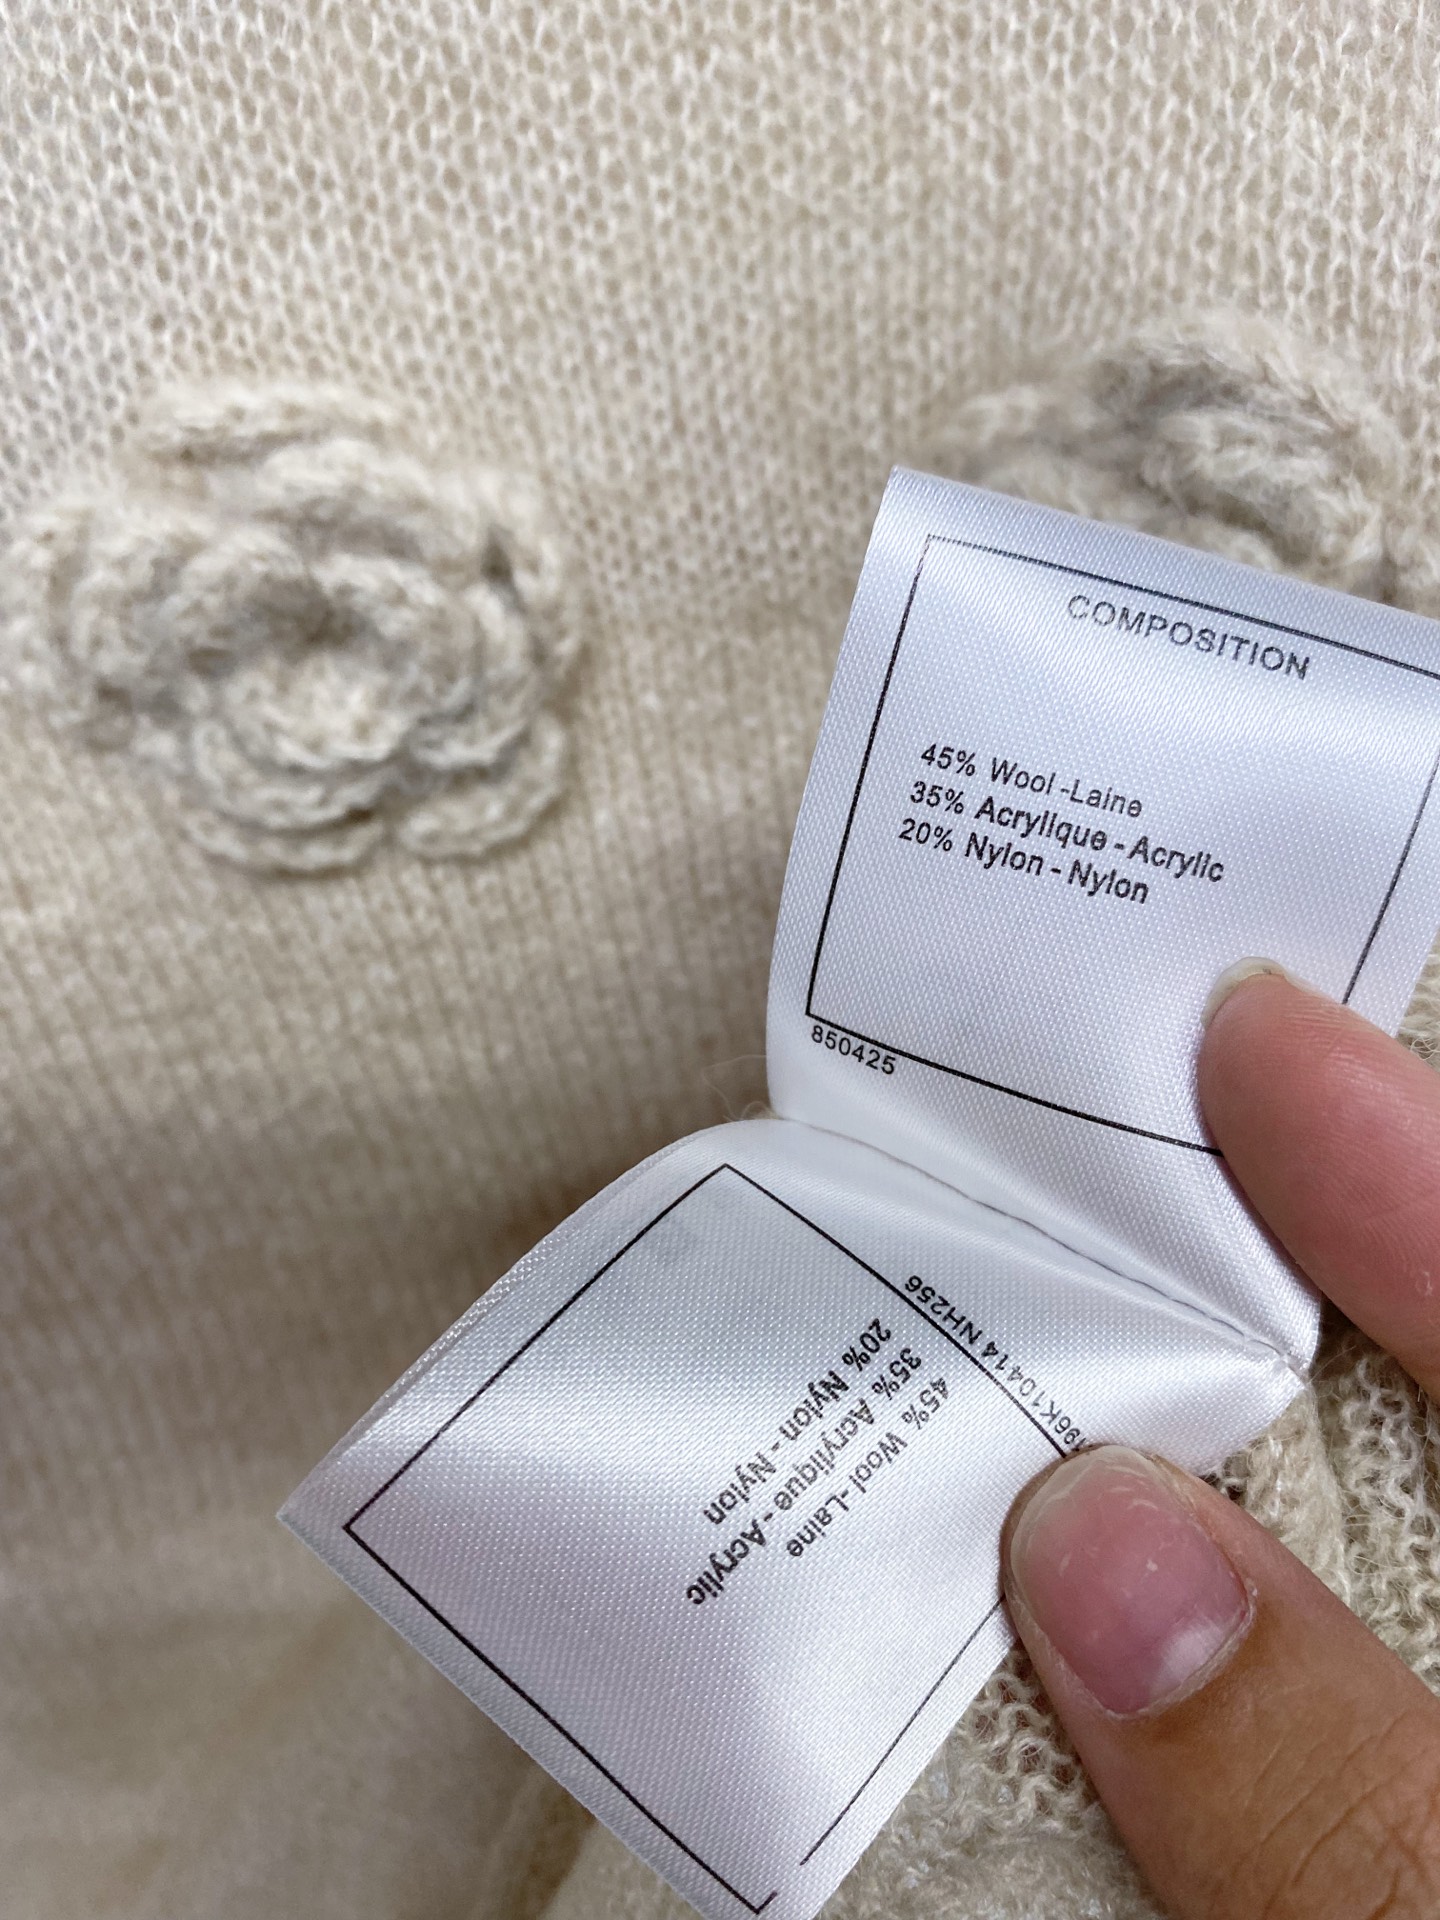 COMPOSITION
45% Wool -Laine
35% Acrylique - Acrylic
20% Nylon - Nylon
850425
196K110414 NH256
45% Wool -Laine
35% Acrylique - Acrylic
20% Nylon - Nylon